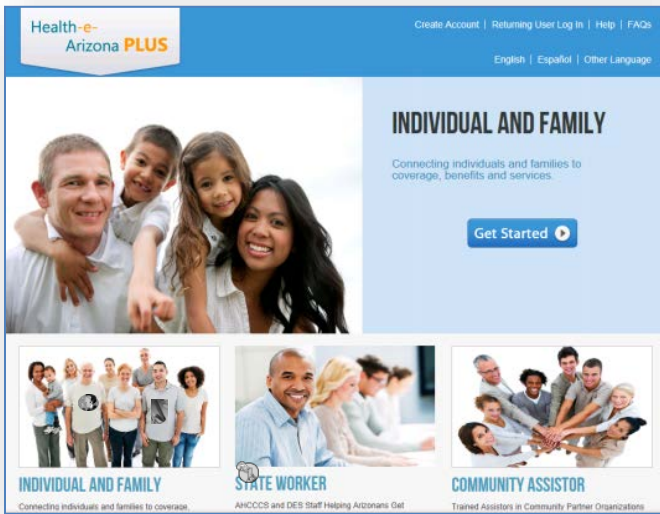 Health-e-
Arizona PLUS
Create Account | Returning User Log In | Help | FAQs
English | Español | Other Language
INDIVIDUAL AND FAMILY
Connecting individuals and families to
coverage, benefits and services.
Get Started
INDIVIDUAL AND FAMILY
Connecting individuals and families to coverage,
STATE WORKER
AHCCCS and DES Staff Helping Arizonans Get
COMMUNITY ASSISTOR
Trained Assistors in Community Partner Organizations